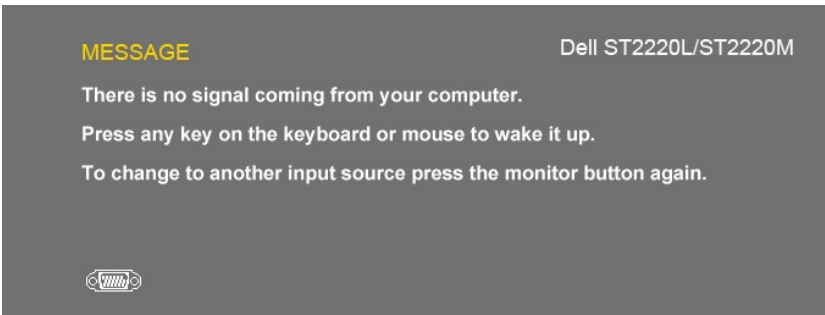 MESSAGE
Dell ST2220L/ST2220M
There is no signal coming from your computer.
Press any key on the keyboard or mouse to wake it up.
To change to another input source press the monitor button again.